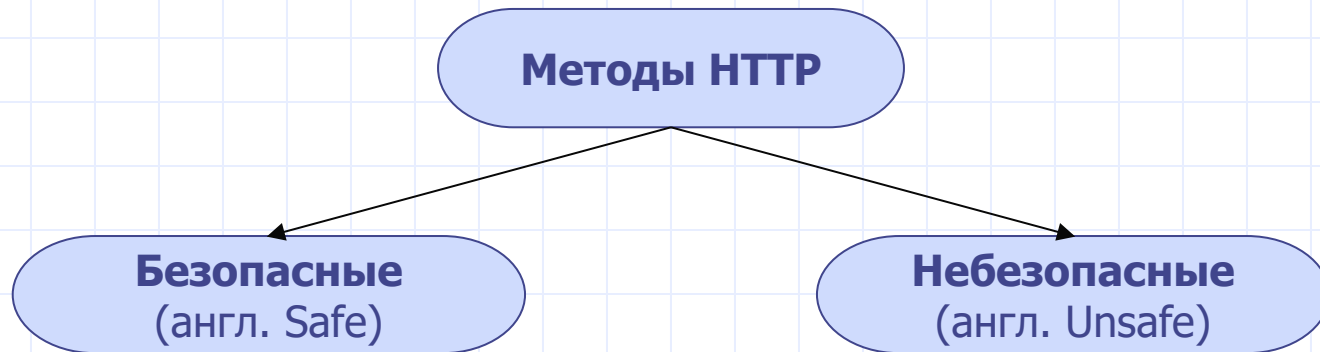 Методы HTTP
Безопасные
(англ. Safe)
Небезопасные
(англ. Unsafe)